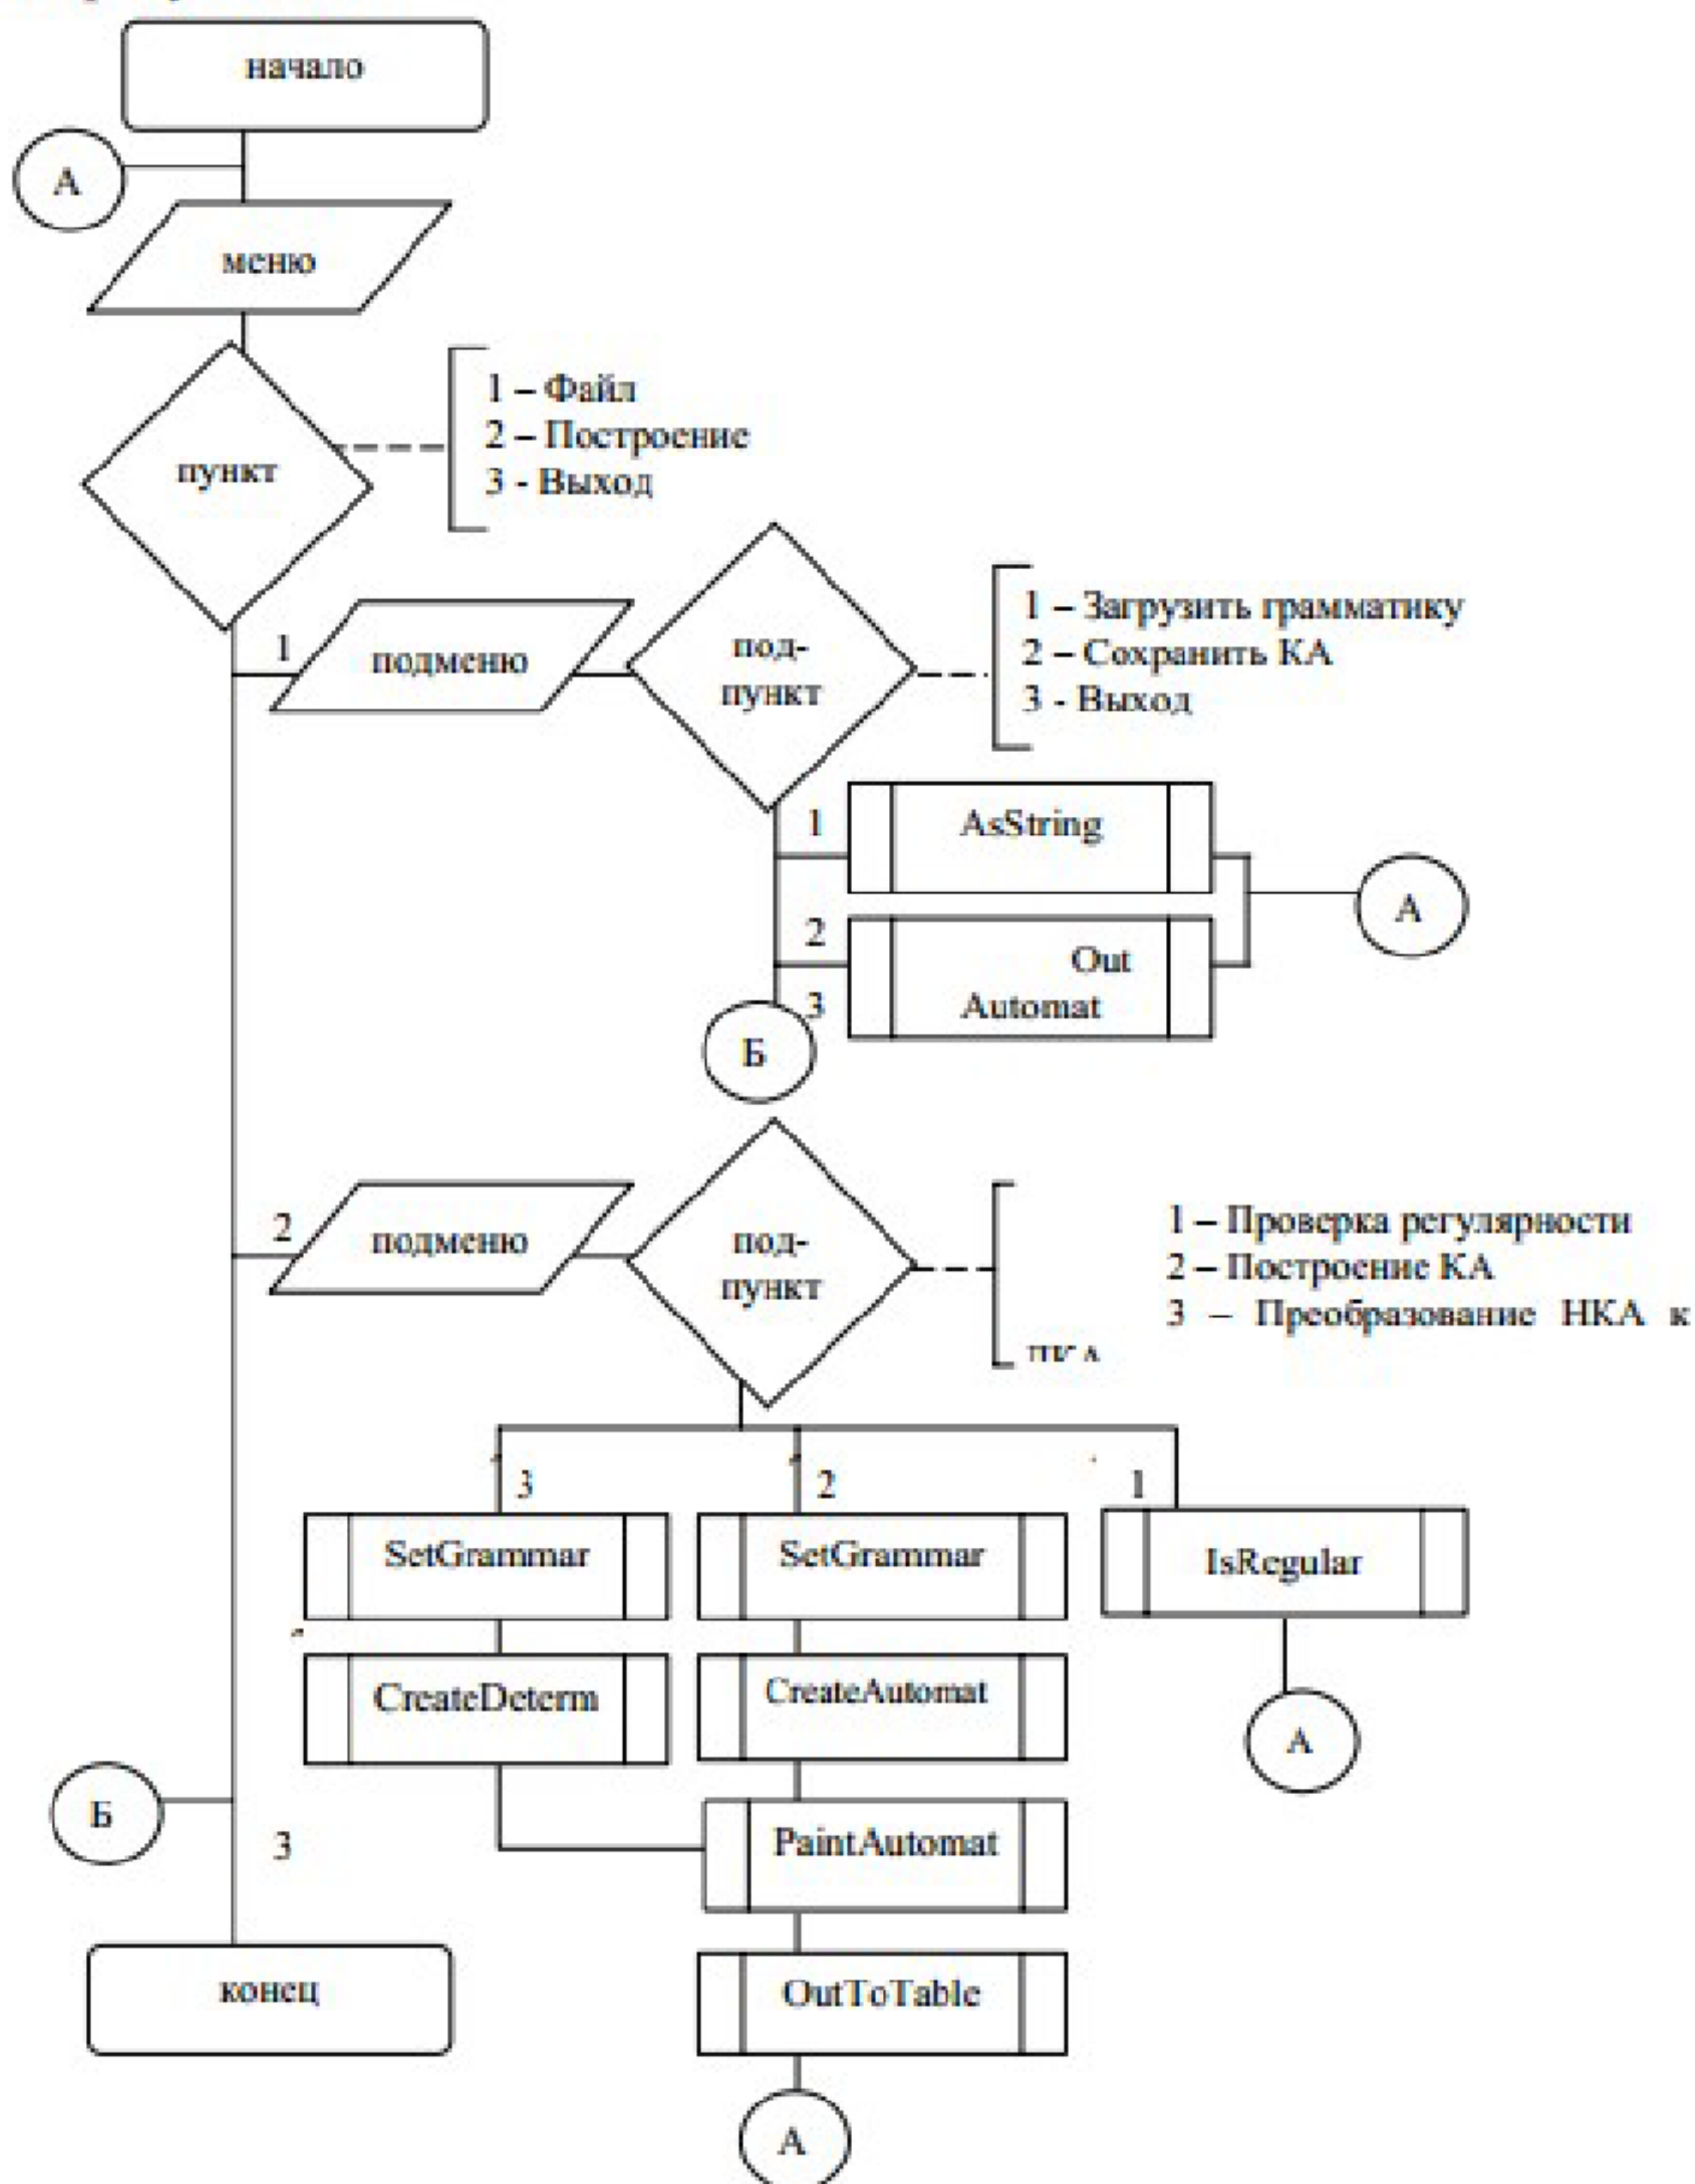 начало
А
меню
1 – Файл
2 – Построение
3 - Выход
пункт
1 – Загрузить грамматику
2 – Сохранить КА
3 - Выход
1
подменю
под-
пункт
1
AsString
А
2
Out
Automat
3
Б
1 – Проверка регулярности
2 – Построение КА
3 – Преобразование НКА к
2
подменю
под-
пункт
3
2
1
SetGrammar
SetGrammar
IsRegular
CreateDeterm
CreateAutomat
А
Б
3
PaintAutomat
конец
OutToTable
А